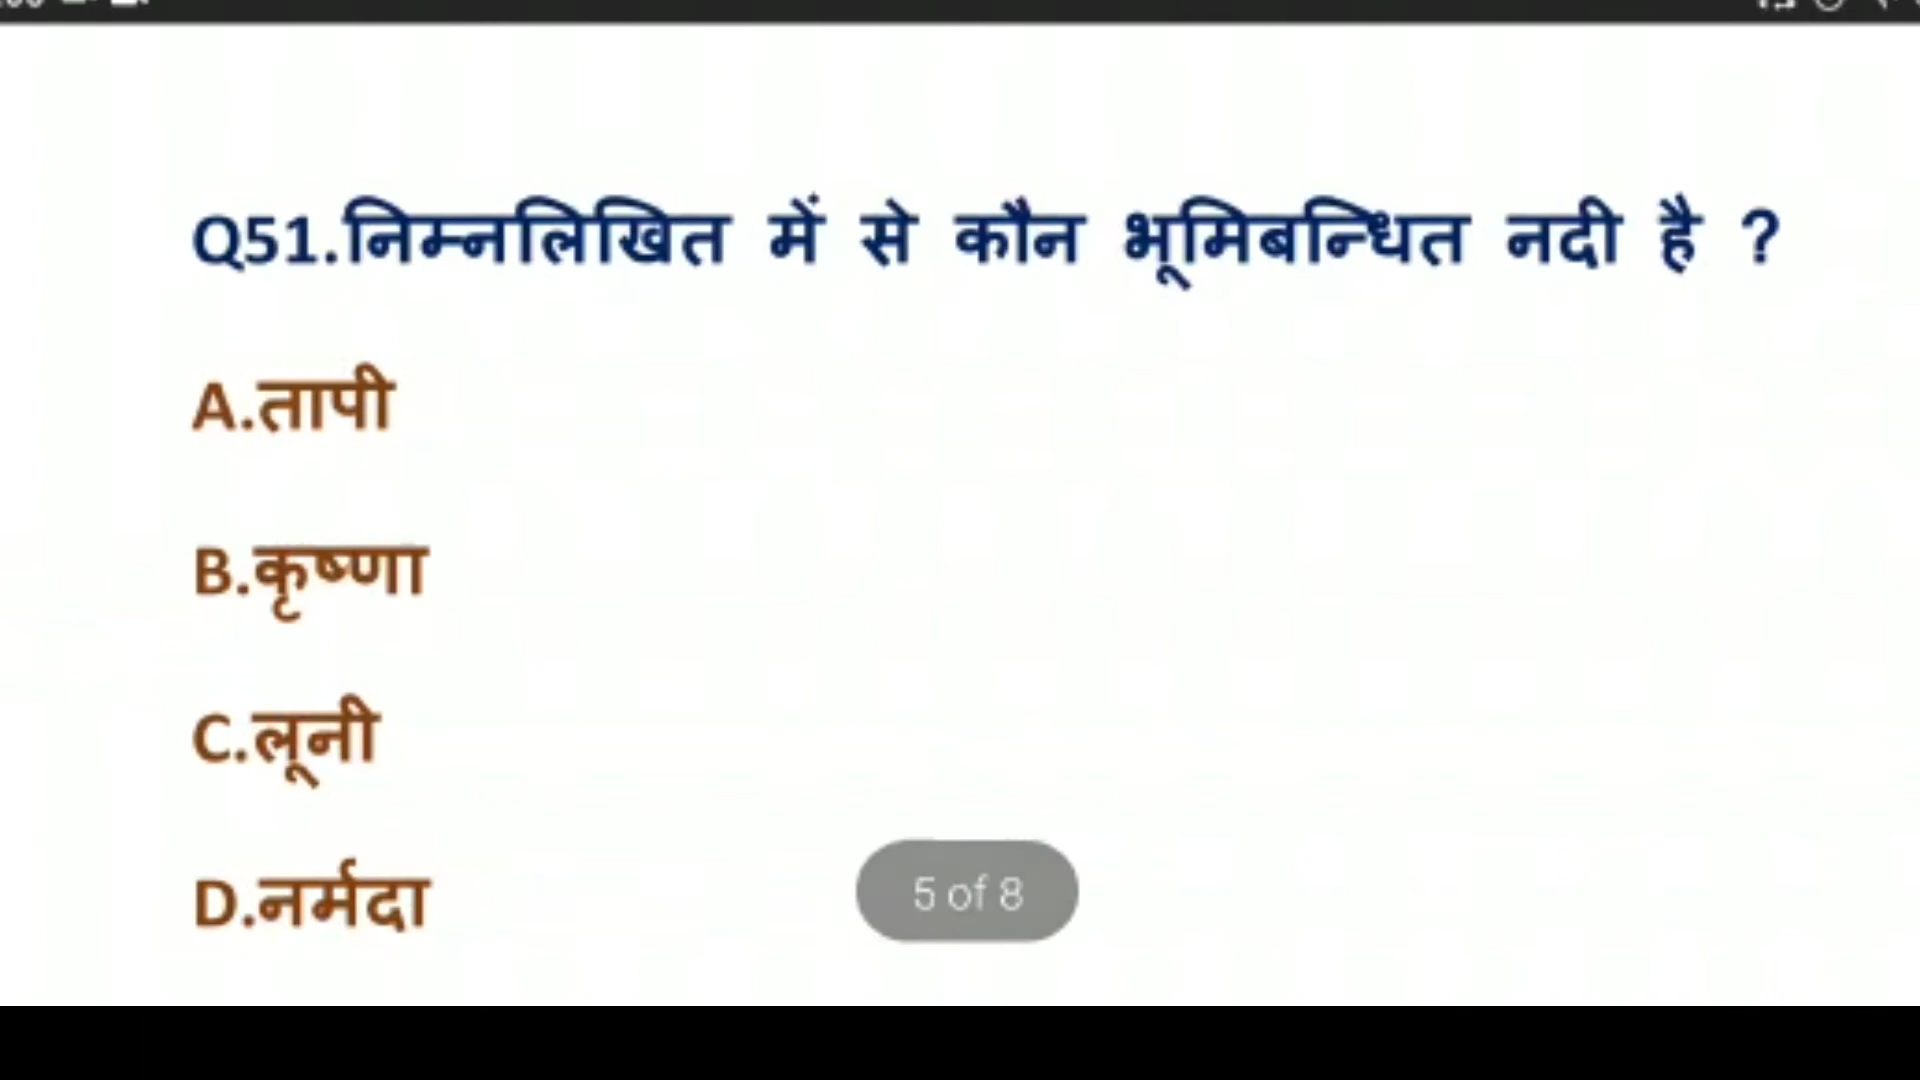 Q51.निम्नलिखित में से कौन भूमिबन्धित नदी है ?
A.तापी
B.कृष्णा
C.लूनी
D.नर्मदा
5 of 8